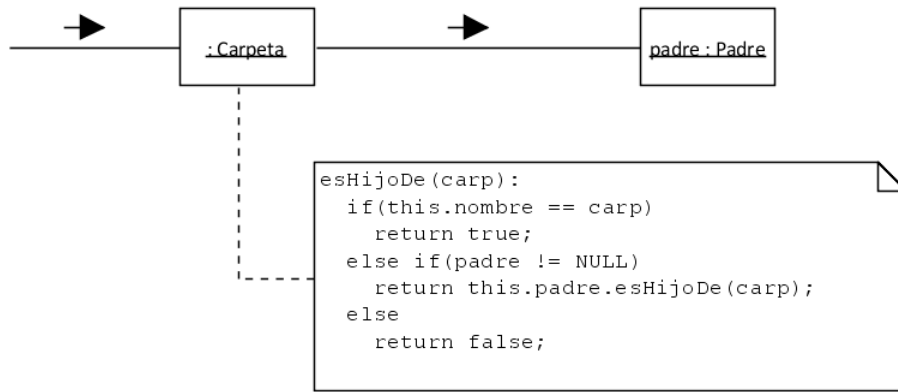 : Carpeta
padre : Padre
esHijoDe(carp):
if(this.nombre == carp)
return true;
else if(padre != NULL)
return this.padre.esHijoDe(carp);
else
return false;